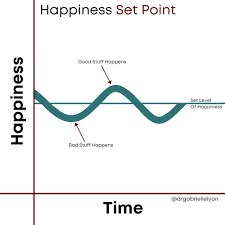 Happiness Set Point
Good Stuff Happens
Happiness
Set Level
Of Happiness
Bad Stuff Happens
@drgabriellelyon
Time